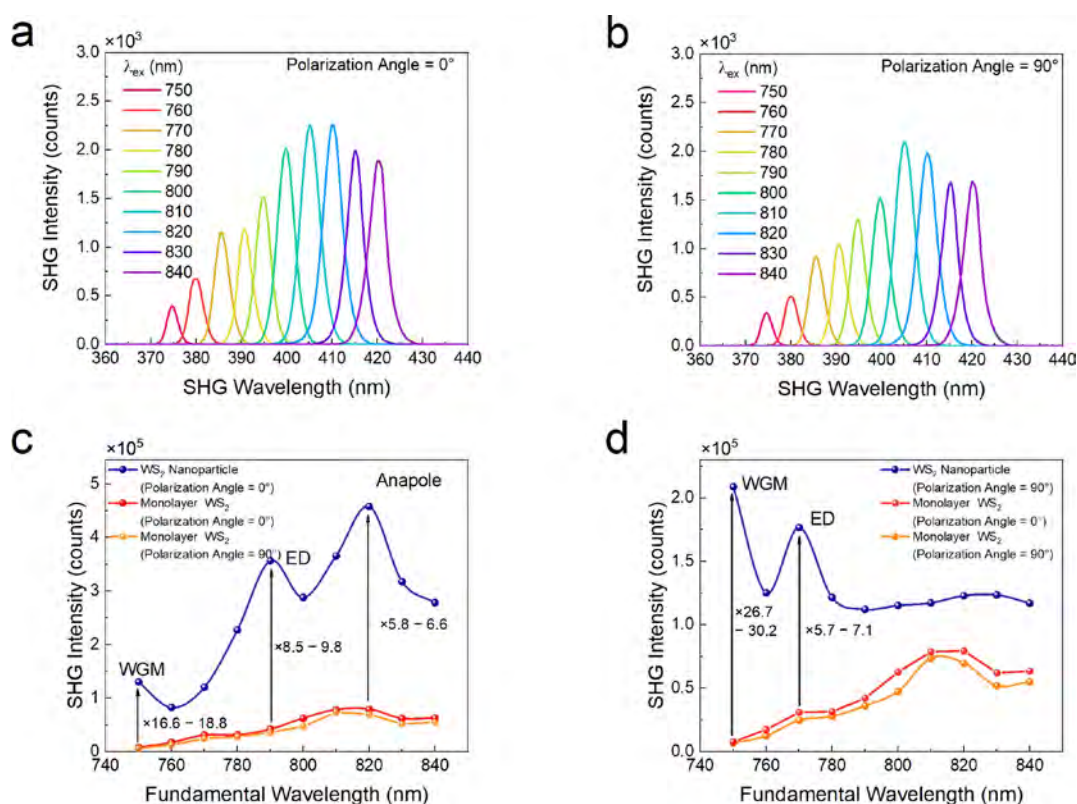 a
×10³
3.0
2.5
2.0
1.5
1.0
0.5
0.0
SHG Intensity (counts)
λex (nm)
750
760
770
780
790
800
810
820
830
840
Polarization Angle = 0°
360 370 380 390 400 410 420 430 440
SHG Wavelength (nm)
b
×10³
3.0
2.5
2.0
1.5
1.0
0.5
0.0
SHG Intensity (counts)
λex (nm)
750
760
770
780
790
800
810
820
830
840
Polarization Angle = 90°
360 370 380 390 400 410 420 430 440
SHG Wavelength (nm)
c
×10⁵
5
4
3
2
1
0
SHG Intensity (counts)
WS₂ Nanoparticle
(Polarization Angle = 0°)
Monolayer WS₂
(Polarization Angle = 0°)
Monolayer WS₂
(Polarization Angle = 90°)
Anapole
ED
WGM
×5.8 – 6.6
×8.5 – 9.8
×16.6 – 18.8
740 760 780 800 820 840
Fundamental Wavelength (nm)
d
×10⁵
2.0
1.5
1.0
0.5
0.0
SHG Intensity (counts)
WGM
ED
WS₂ Nanoparticle
(Polarization Angle = 90°)
Monolayer WS₂
(Polarization Angle = 0°)
Monolayer WS₂
(Polarization Angle = 90°)
×26.7
– 30.2
×5.7 – 7.1
740 760 780 800 820 840
Fundamental Wavelength (nm)